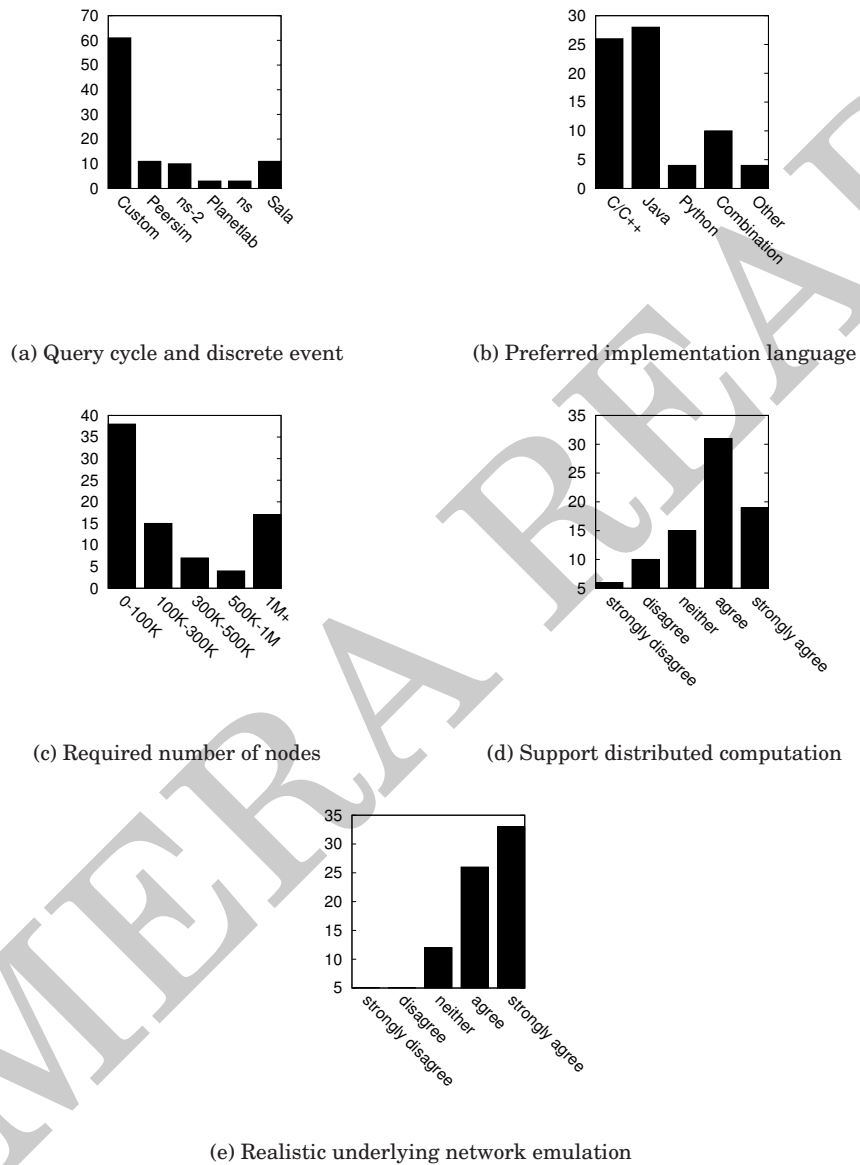 70
60
50
40
30
20
10
0
Custom
Peersim
ns-2
Planetlab
ns
Sala
(a) Query cycle and discrete event
30
25
20
15
10
5
0
C/C++
Java
Python
Combination
Other
(b) Preferred implementation language
40
35
30
25
20
15
10
5
0
0-100K
100K-300K
300K-500K
500K-1M
1M+
(c) Required number of nodes
35
30
25
20
15
10
5
strongly disagree
disagree
neither
agree
strongly agree
(d) Support distributed computation
35
30
25
20
15
10
5
strongly disagree
disagree
neither
agree
strongly agree
(e) Realistic underlying network emulation
MERA REA